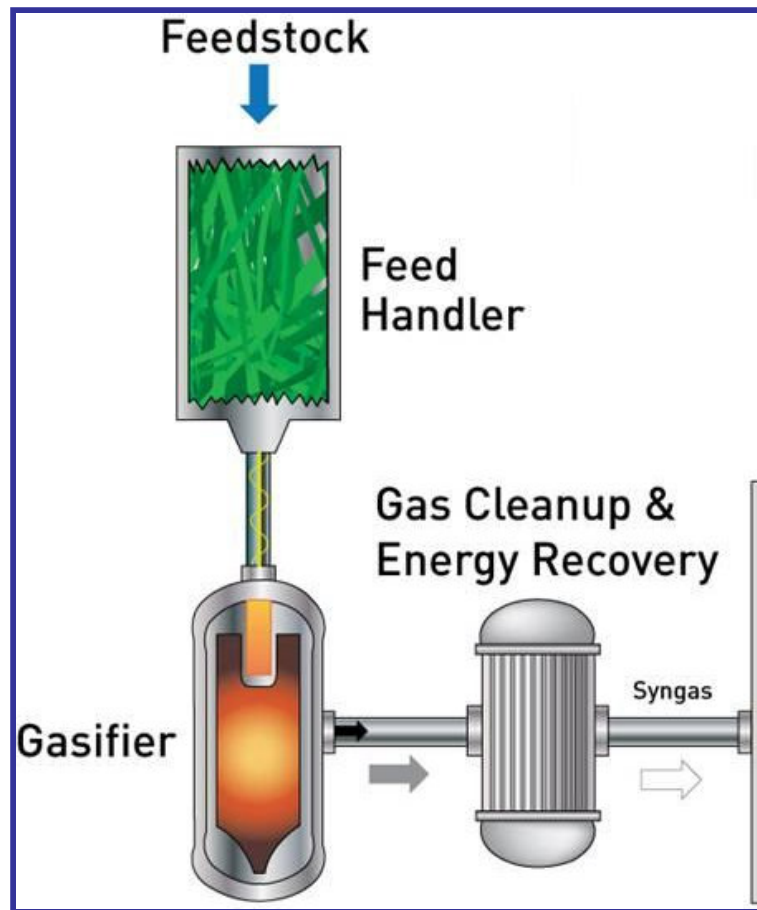 Feedstock
Feed
Handler
Gas Cleanup &
Energy Recovery
Syngas
Gasifier